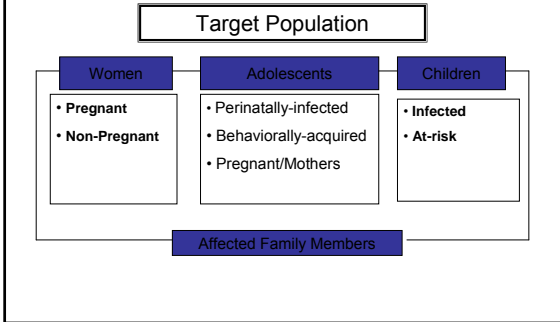 Target Population
Women
• Pregnant
• Non-Pregnant
Adolescents
• Perinatally-infected
• Behaviorally-acquired
• Pregnant/Mothers
Children
• Infected
• At-risk
Affected Family Members